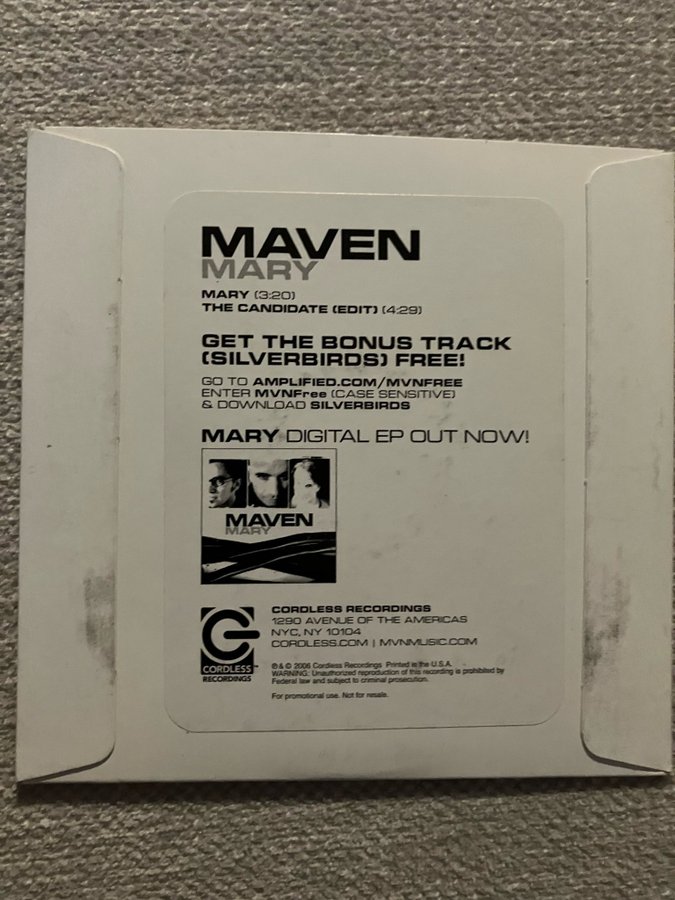 MAVEN
MARY
MARY (3:20)
THE CANDIDATE (EDIT) (4:29)
GET THE BONUS TRACK
(SILVERBIRDS) FREE!
GO TO AMPLIFIED.COM/MVNFREE
ENTER MVNFree (CASE SENSITIVE)
& DOWNLOAD SILVERBIRDS
MARY DIGITAL EP OUT NOW!
MAVEN
MARY
CORDLESS™
RECORDINGS
CORDLESS RECORDINGS
1290 AVENUE OF THE AMERICAS
NYC, NY 10104
CORDLESS.COM | MVNMUSIC.COM
℗ & © 2006 Cordless Recordings Printed in the U.S.A.
WARNING: Unauthorized reproduction of this recording is prohibited by
Federal law and subject to criminal prosecution.
For promotional use. Not for resale.